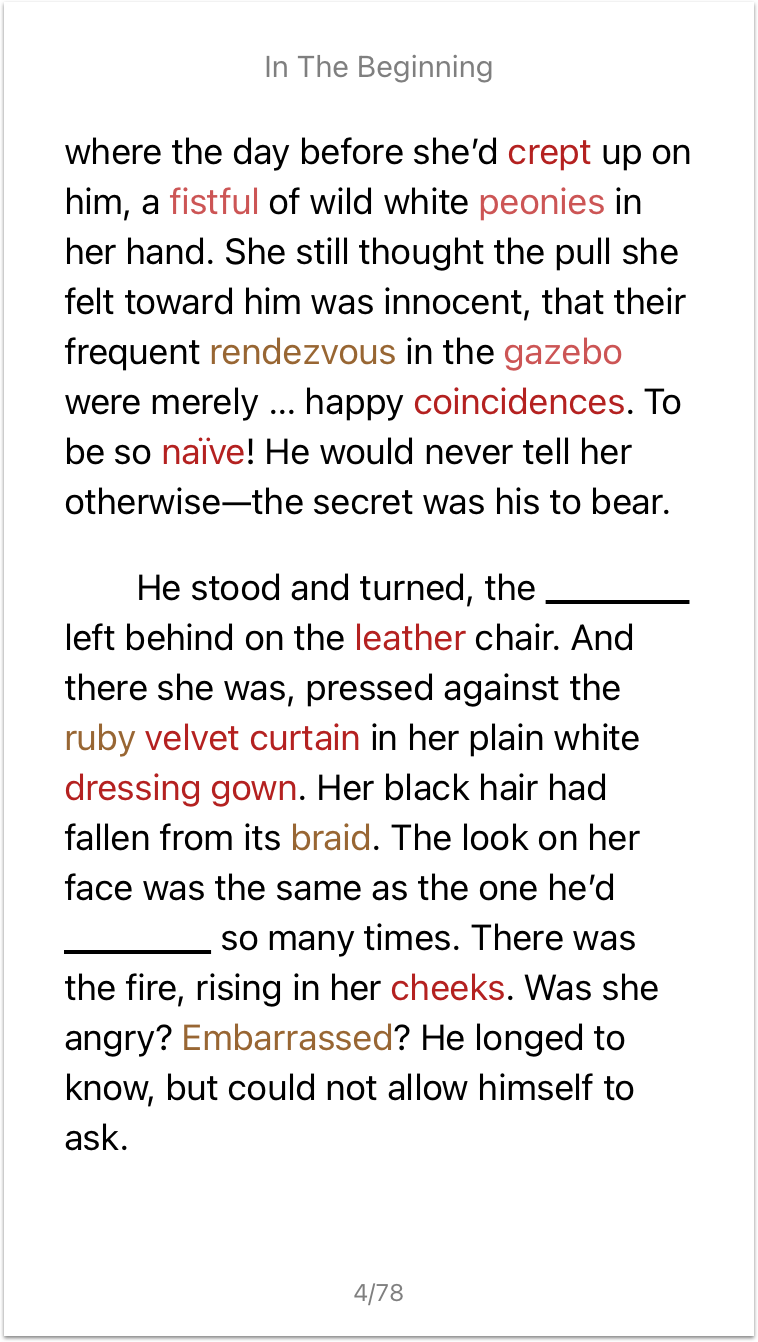 In The Beginning
where the day before she’d crept up on
him, a fistful of wild white peonies in
her hand. She still thought the pull she
felt toward him was innocent, that their
frequent rendezvous in the gazebo
were merely … happy coincidences. To
be so naïve! He would never tell her
otherwise—the secret was his to bear.
He stood and turned, the ________
left behind on the leather chair. And
there she was, pressed against the
ruby velvet curtain in her plain white
dressing gown. Her black hair had
fallen from its braid. The look on her
face was the same as the one he’d
________ so many times. There was
the fire, rising in her cheeks. Was she
angry? Embarrassed? He longed to
know, but could not allow himself to
ask.
4/78